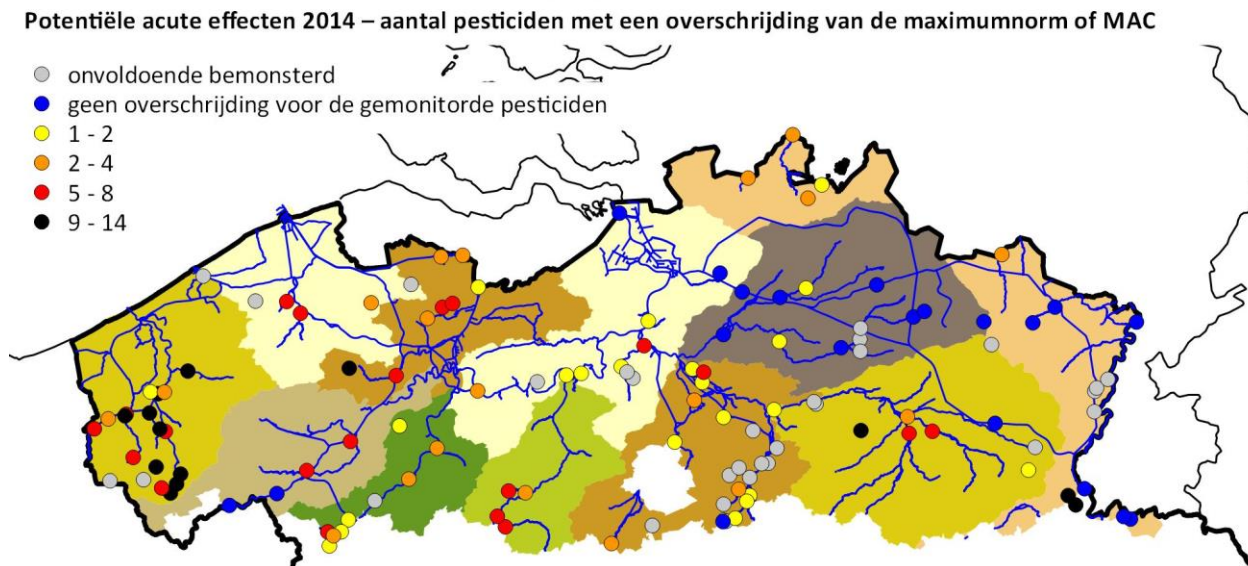 Potentiële acute effecten 2014 – aantal pesticiden met een overschrijding van de maximumnorm of MAC
onvoldoende bemonsterd
geen overschrijding voor de gemonitorde pesticiden
1 - 2
2 - 4
5 - 8
9 - 14